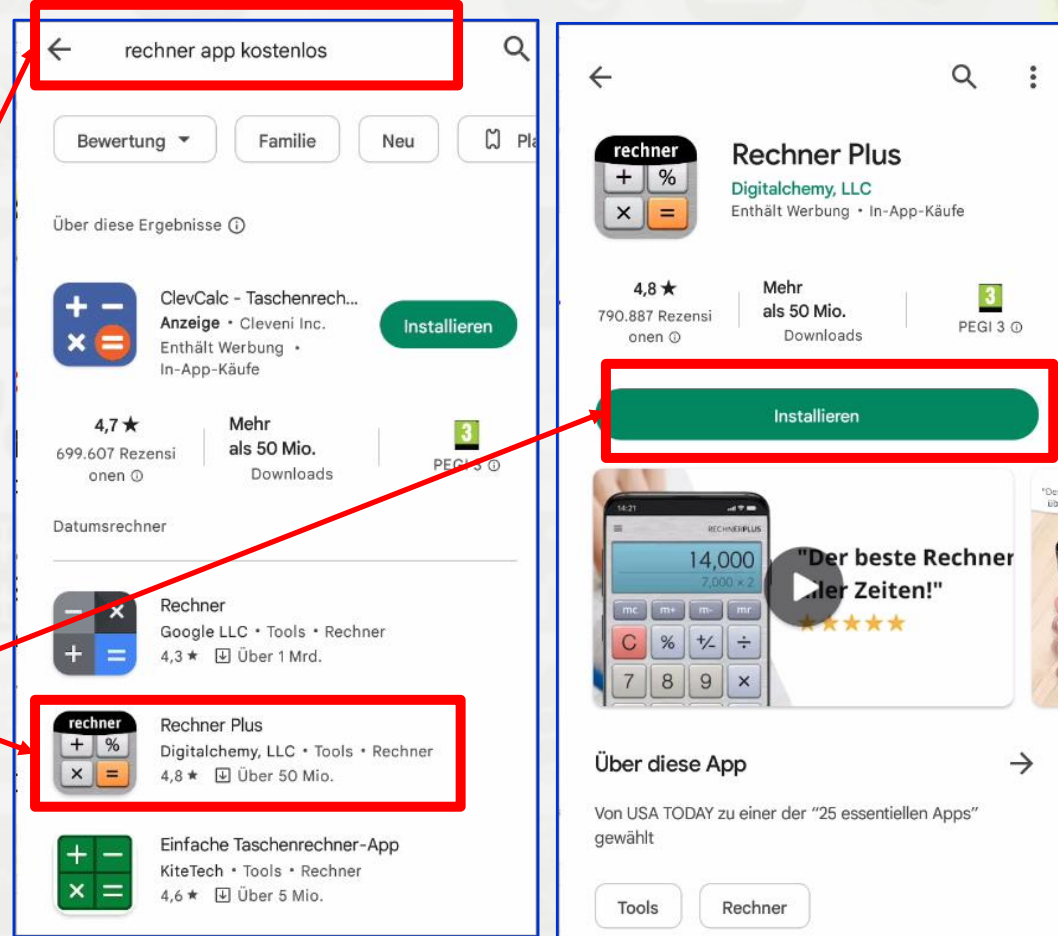 rechner app kostenlos
Bewertung
Familie
Neu
Über diese Ergebnisse
ClevCalc - Taschenrech...
Anzeige • Cleveni Inc.
Enthält Werbung •
In-App-Käufe
Installieren
4,7 ★
699.607 Rezensi
onen
Mehr
als 50 Mio.
Downloads
3
PEGI 3
Datumsrechner
Rechner
Google LLC • Tools • Rechner
4,3 ★ Über 1 Mrd.
rechner
+ %
× =
Rechner Plus
Digitalchemy, LLC • Tools • Rechner
4,8 ★ Über 50 Mio.
Einfache Taschenrechner-App
KiteTech • Tools • Rechner
4,6 ★ Über 5 Mio.
rechner
+ %
× =
Rechner Plus
Digitalchemy, LLC
Enthält Werbung • In-App-Käufe
4,8 ★
790.887 Rezensi
onen
Mehr
als 50 Mio.
Downloads
3
PEGI 3
Installieren
14:21
RECHNERPLUS
14,000
7,000 × 2
mc m+ m- mr
C % +/- ÷
7 8 9 ×
"Der beste Rechner
Zeiten!"
Über diese App
Von USA TODAY zu einer der "25 essentiellen Apps"
gewählt
Tools
Rechner